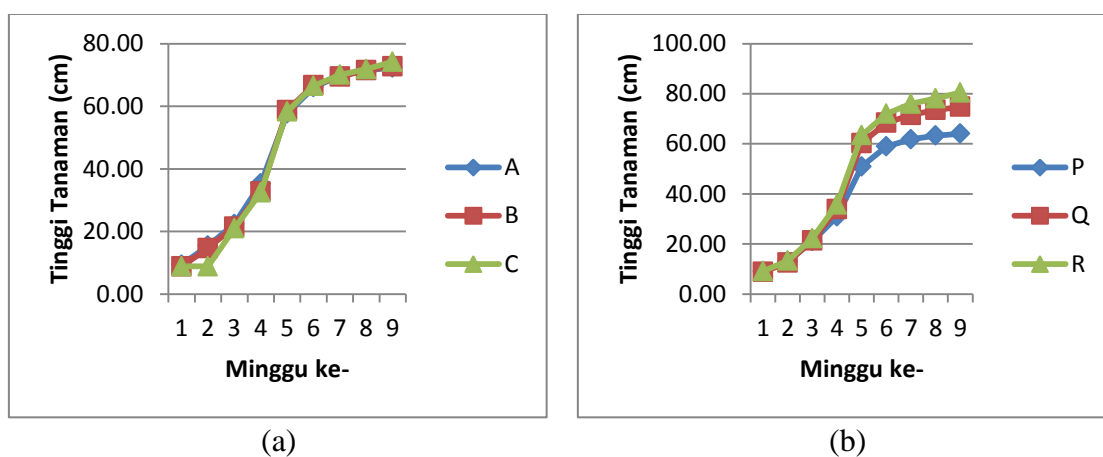 Tinggi Tanaman (cm)
80.00
60.00
40.00
20.00
0.00
1 2 3 4 5 6 7 8 9
Minggu ke-
A
B
C
(a)
Tinggi Tanaman (cm)
100.00
80.00
60.00
40.00
20.00
0.00
1 2 3 4 5 6 7 8 9
Minggu ke-
P
Q
R
(b)